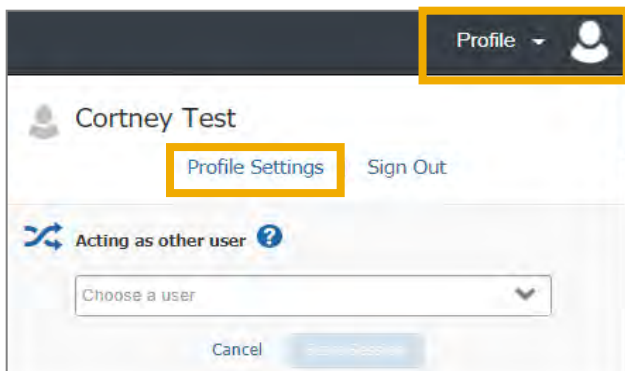 Profile
Cortney Test
Profile Settings Sign Out
Acting as other user ?
Choose a user
Cancel